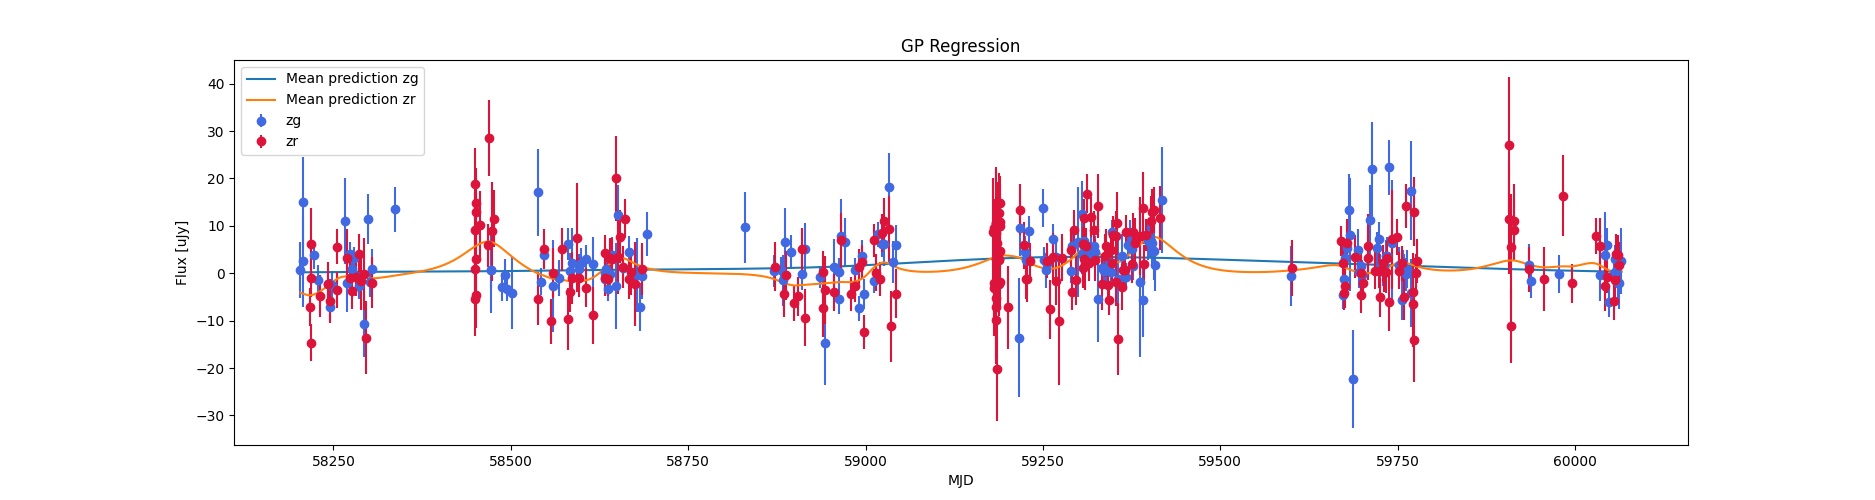 GP Regression
Mean prediction zg
Mean prediction zr
zg
zr
Flux [uJy]
40
30
20
10
0
−10
−20
−30
58250 58500 58750 59000 59250 59500 59750 60000
MJD